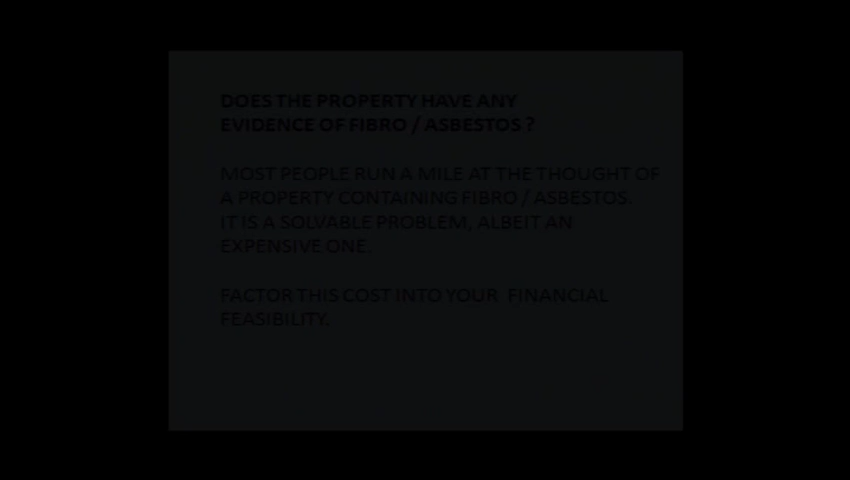 DOES THE PROPERTY HAVE ANY
EVIDENCE OF FIBRO / ASBESTOS ?
MOST PEOPLE RUN A MILE AT THE THOUGHT OF
A PROPERTY CONTAINING FIBRO / ASBESTOS.
IT IS A SOLVABLE PROBLEM, ALBEIT AN
EXPENSIVE ONE.
FACTOR THIS COST INTO YOUR FINANCIAL
FEASIBILITY.